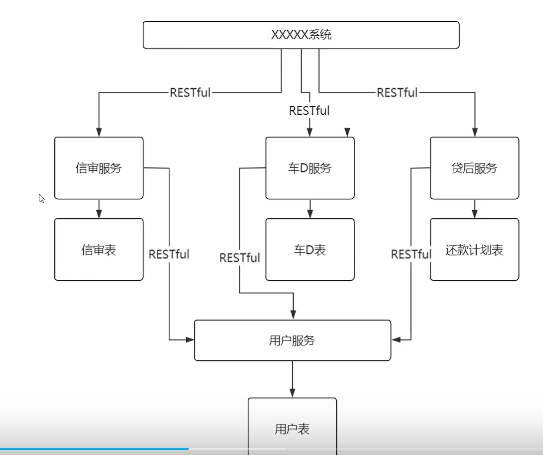 XXXXX系统
RESTful
RESTful
RESTful
信审服务
车D服务
贷后服务
信审表
RESTful
RESTful
车D表
RESTful
还款计划表
用户服务
用户表